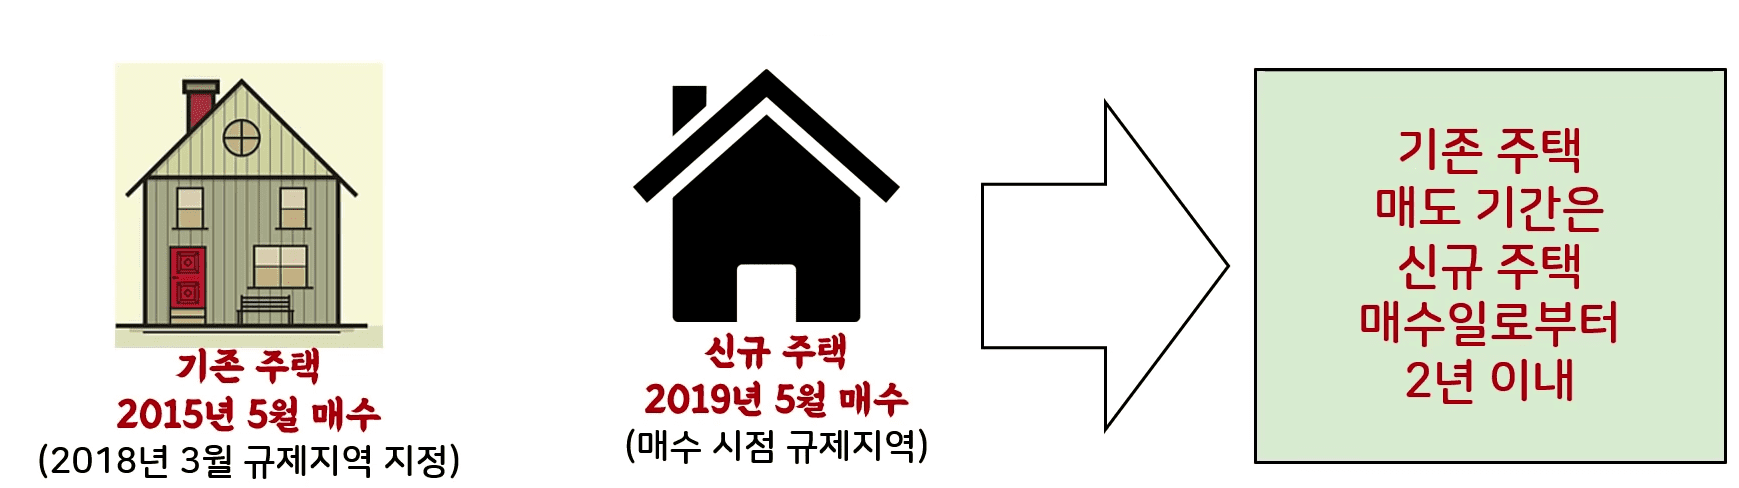 기존 주택
2015년 5월 매수
(2018년 3월 규제지역 지정)
신규 주택
2019년 5월 매수
(매수 시점 규제지역)
기존 주택
매도 기간은
신규 주택
매수일로부터
2년 이내